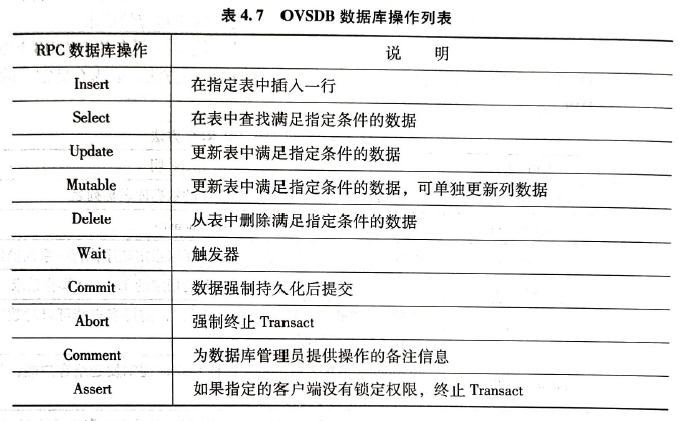 表 4.7 OVSDB 数据库操作列表
RPC 数据库操作 说 明
Insert 在指定表中插入一行
Select 在表中查找满足指定条件的数据
Update 更新表中满足指定条件的数据
Mutable 更新表中满足指定条件的数据，可单独更新列数据
Delete 从表中删除满足指定条件的数据
Wait 触发器
Commit 数据强制持久化后提交
Abort 强制终止 Transact
Comment 为数据库管理员提供操作的备注信息
Assert 如果指定的客户端没有锁定权限，终止 Transact